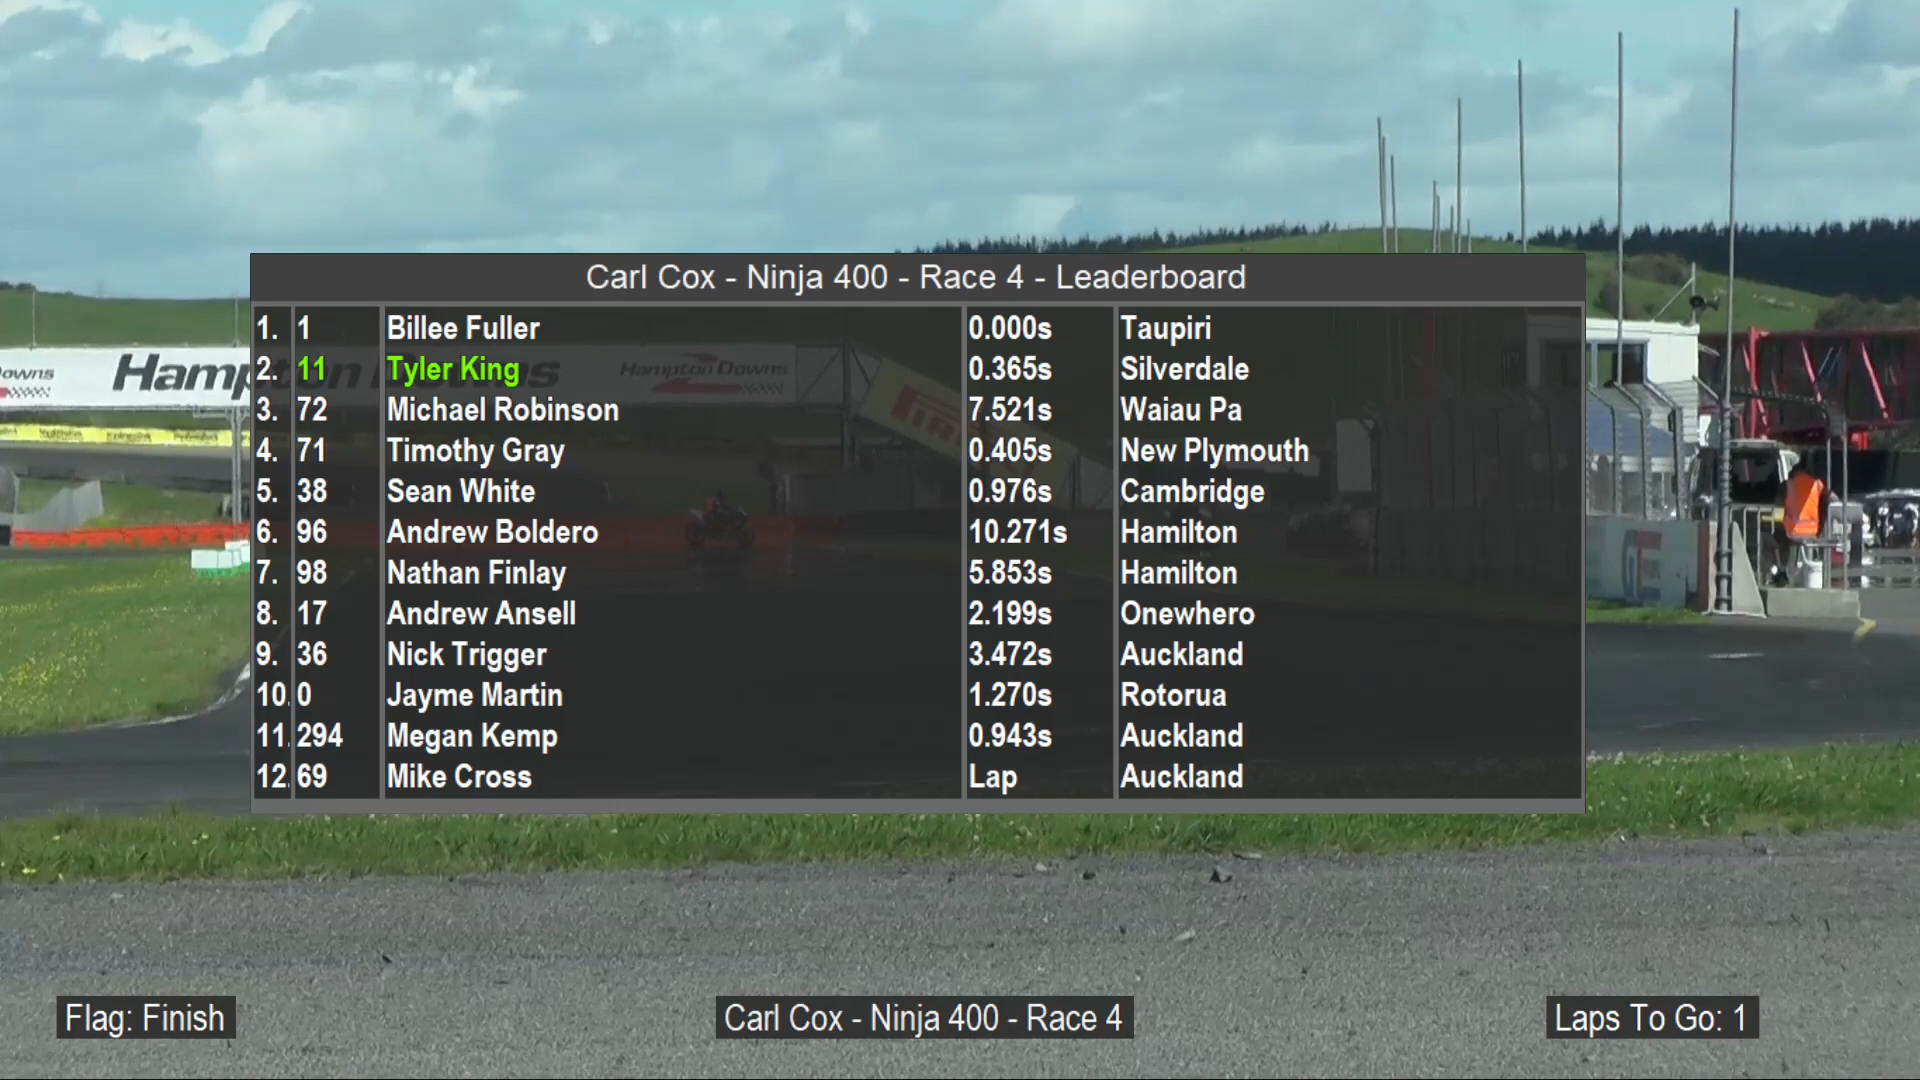 Carl Cox - Ninja 400 - Race 4 - Leaderboard
1. 1 Billee Fuller 0.000s Taupiri
2. 11 Tyler King 0.365s Silverdale
3. 72 Michael Robinson 7.521s Waiau Pa
4. 71 Timothy Gray 0.405s New Plymouth
5. 38 Sean White 0.976s Cambridge
6. 96 Andrew Boldero 10.271s Hamilton
7. 98 Nathan Finlay 5.853s Hamilton
8. 17 Andrew Ansell 2.199s Onewhero
9. 36 Nick Trigger 3.472s Auckland
10. 0 Jayme Martin 1.270s Rotorua
11. 294 Megan Kemp 0.943s Auckland
12. 69 Mike Cross Lap Auckland
owns
Hampton Downs
Hampton Downs
Flag: Finish
Carl Cox - Ninja 400 - Race 4
Laps To Go: 1